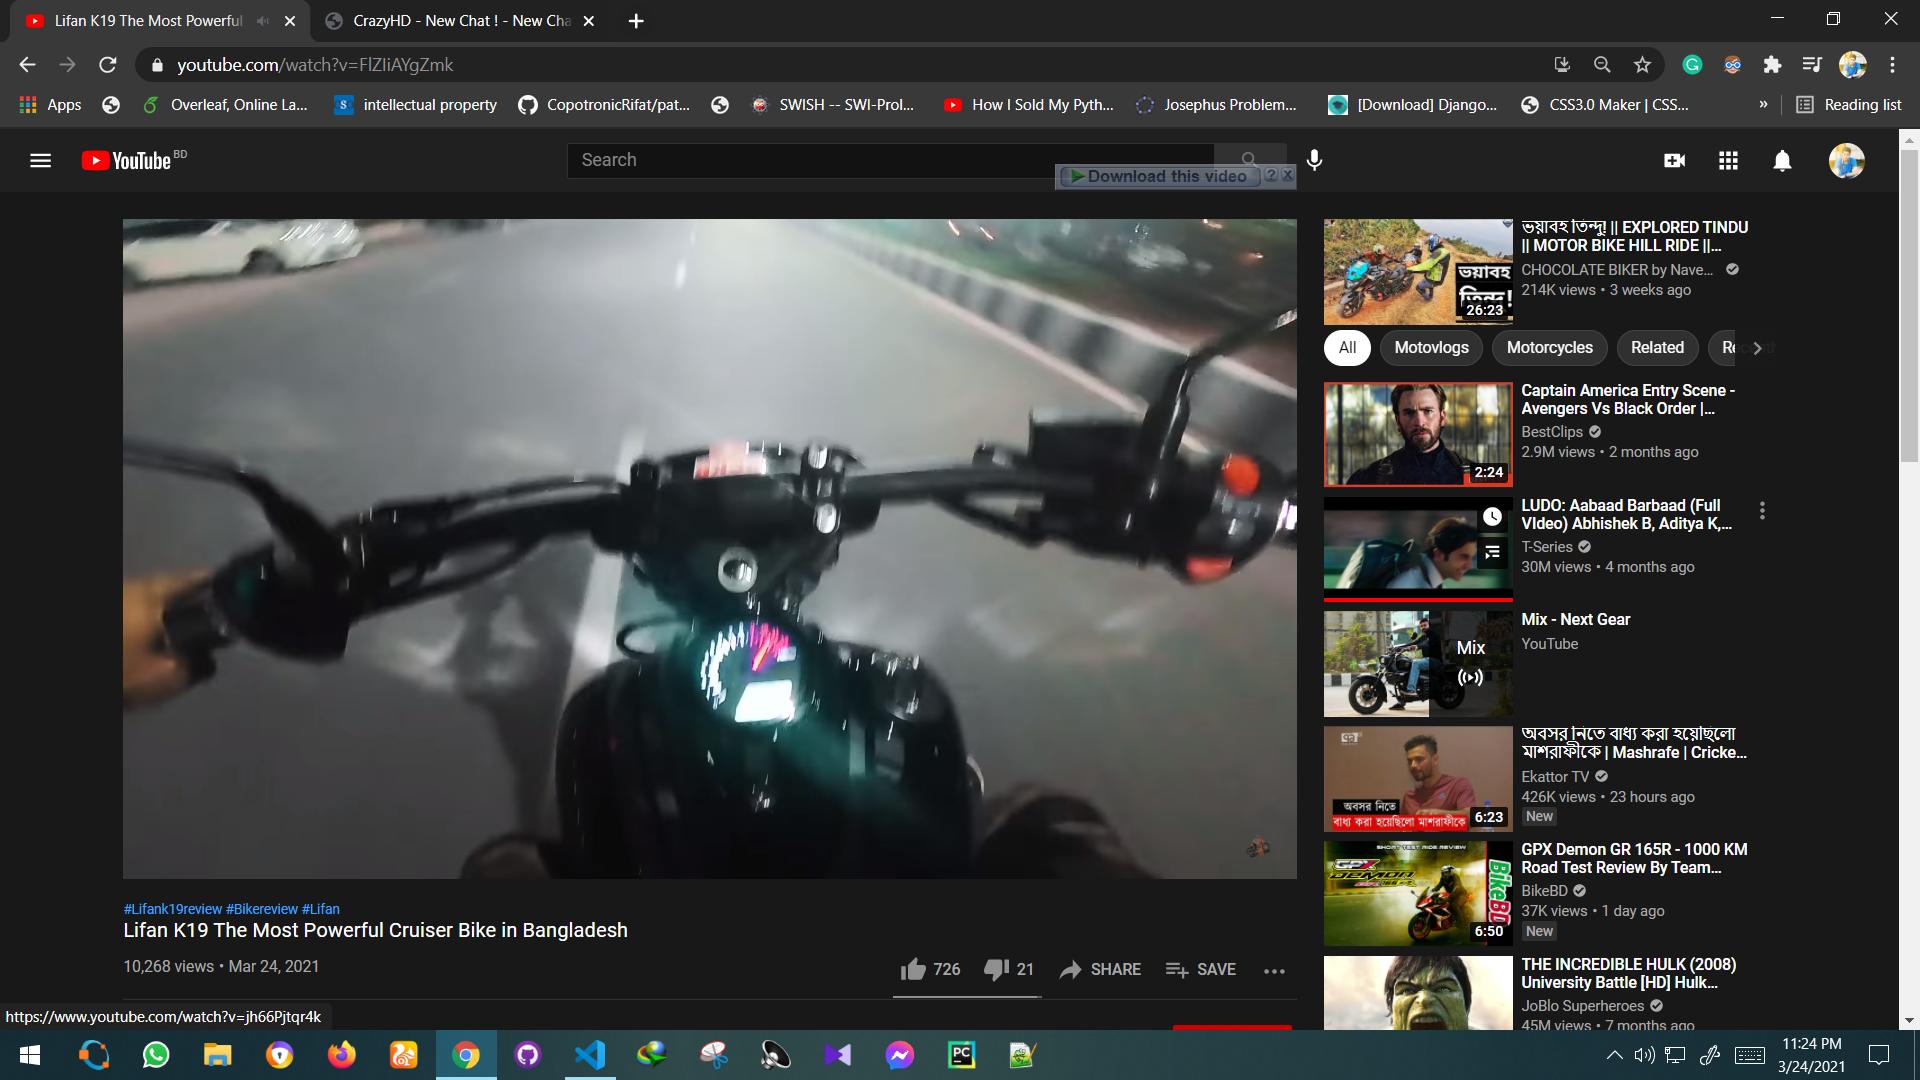 Lifan K19 The Most Powerful
CrazyHD - New Chat ! - New Cha
youtube.com/watch?v=FlZIiAYgZmk
Apps
Overleaf, Online La...
intellectual property
CopotronicRifat/pat...
SWISH -- SWI-Prol...
How I Sold My Pyth...
Josephus Problem...
[Download] Django...
CSS3.0 Maker | CSS...
»
Reading list
YouTube BD
Search
Download this video
Lifan K19 The Most Powerful Cruiser Bike in Bangladesh
#Lifank19review #Bikereview #Lifan
10,268 views • Mar 24, 2021
726
21
SHARE
SAVE
ভয়াবহ
তিন্দু!
26:23
ভয়াবহ তিন্দু! || EXPLORED TINDU
|| MOTOR BIKE HILL RIDE ||...
CHOCOLATE BIKER by Nave...
214K views • 3 weeks ago
All
Motovlogs
Motorcycles
Related
2:24
Captain America Entry Scene -
Avengers Vs Black Order |...
BestClips
2.9M views • 2 months ago
LUDO: Aabaad Barbaad (Full
VIdeo) Abhishek B, Aditya K,...
T-Series
30M views • 4 months ago
Mix
Mix - Next Gear
YouTube
অবসর নিতে
বাধ্য করা হয়েছিলো মাশরাফীকে
6:23
অবসর নিতে বাধ্য করা হয়েছিলো
মাশরাফীকে | Mashrafe | Cricke...
Ekattor TV
426K views • 23 hours ago
New
SHORT TEST RIDE REVIEW
GPX
DEMON
BikeBD
6:50
GPX Demon GR 165R - 1000 KM
Road Test Review By Team...
BikeBD
37K views • 1 day ago
New
THE INCREDIBLE HULK (2008)
University Battle [HD] Hulk...
JoBlo Superheroes
45M views • 7 months ago
https://www.youtube.com/watch?v=jh66Pjtqr4k
PC
11:24 PM
3/24/2021